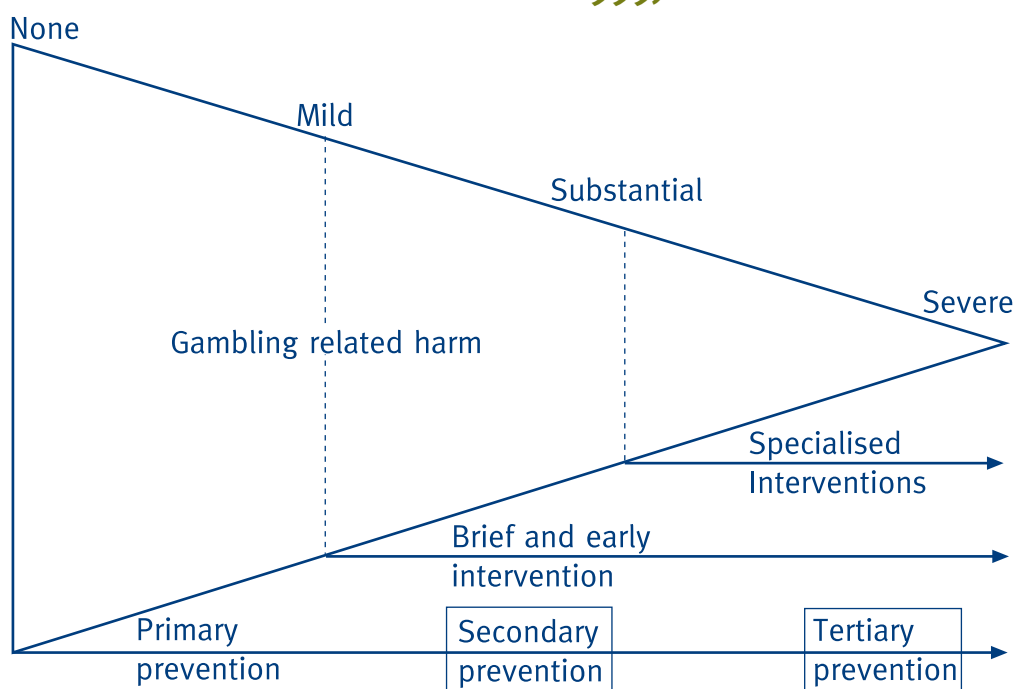 None
Mild
Substantial
Severe
Gambling related harm
Specialised
Interventions
Brief and early
intervention
Primary
prevention
Secondary
prevention
Tertiary
prevention